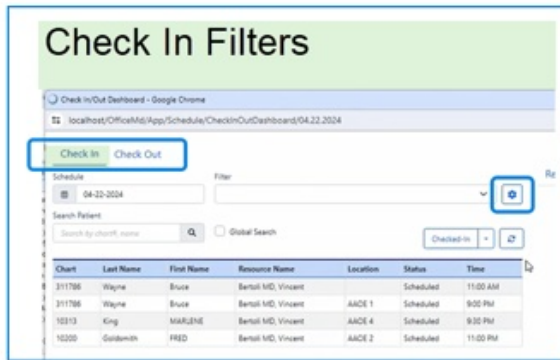 Check In Filters
Check In/Out Dashboard - Google Chrome
localhost/OfficeMd/App/Schedule/CheckInOutDashboard/04.22.2024
Check In Check Out
Re
Schedule Filter
04-22-2024
Search Patient
Search by chart#, name Global Search Checked-In
Chart Last Name First Name Resource Name Location Status Time
311786 Wayne Bruce Bertoli MD, Vincent Scheduled 11:00 AM
311786 Wayne Bruce Bertoli MD, Vincent AADE 1 Scheduled 9:00 PM
10313 King MARLENE Bertoli MD, Vincent AADE 4 Scheduled 9:30 PM
10200 Goldsmith FRED Bertoli MD, Vincent AADE 2 Scheduled 11:00 PM